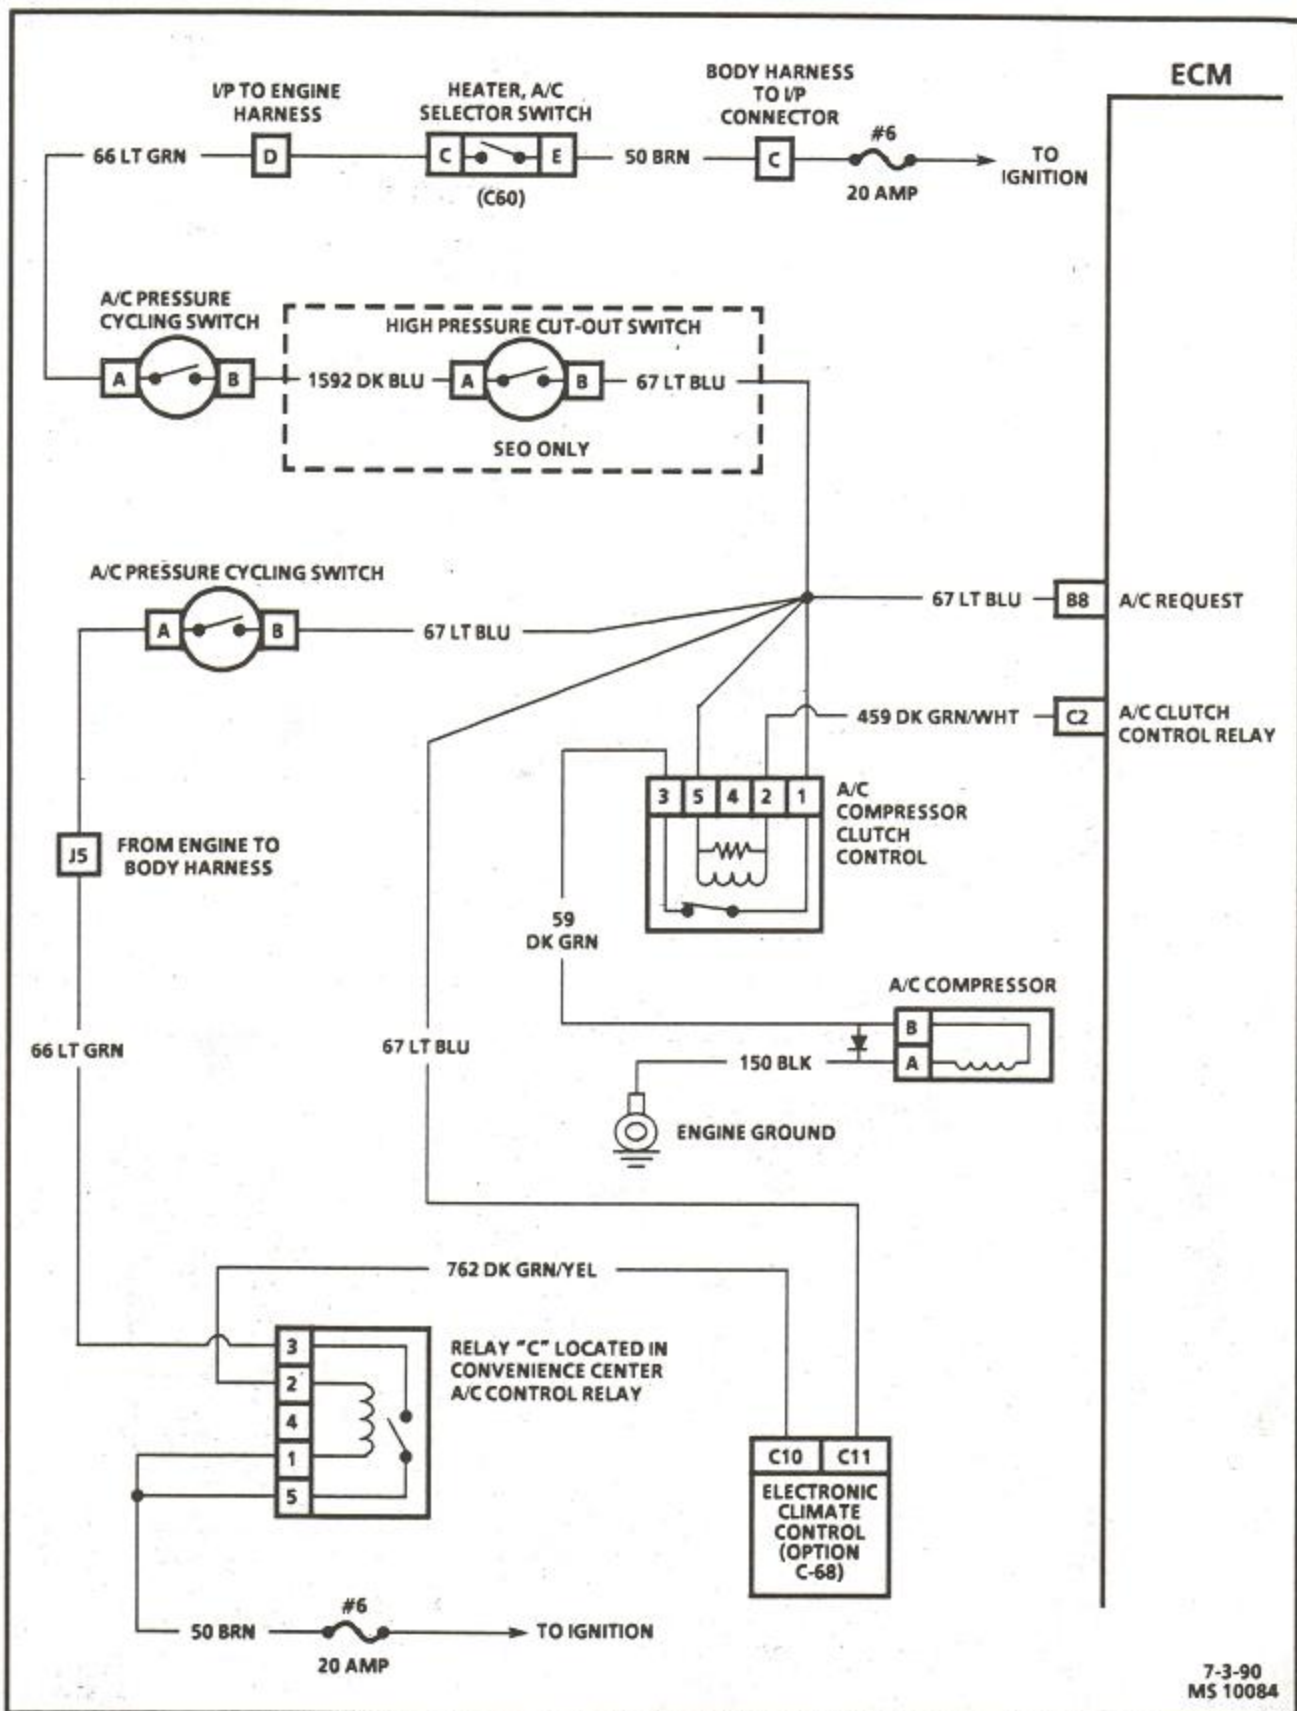 ECM
I/P TO ENGINE
HARNESS
HEATER, A/C
SELECTOR SWITCH
BODY HARNESS
TO I/P
CONNECTOR
#6
66 LT GRN
D
C
E
50 BRN
C
TO
IGNITION
(C60)
20 AMP
A/C PRESSURE
CYCLING SWITCH
HIGH PRESSURE CUT-OUT SWITCH
A
B
1592 DK BLU
A
B
67 LT BLU
SEO ONLY
A/C PRESSURE CYCLING SWITCH
A
B
67 LT BLU
67 LT BLU
B8
A/C REQUEST
459 DK GRN/WHT
C2
A/C CLUTCH
CONTROL RELAY
3
5
4
2
1
A/C
COMPRESSOR
CLUTCH
CONTROL
J5
FROM ENGINE TO
BODY HARNESS
59
DK GRN
A/C COMPRESSOR
B
A
66 LT GRN
67 LT BLU
150 BLK
ENGINE GROUND
762 DK GRN/YEL
3
2
4
1
5
RELAY "C" LOCATED IN
CONVENIENCE CENTER
A/C CONTROL RELAY
C10
C11
ELECTRONIC
CLIMATE
CONTROL
(OPTION
C-68)
#6
50 BRN
TO IGNITION
20 AMP
7-3-90
MS 10084